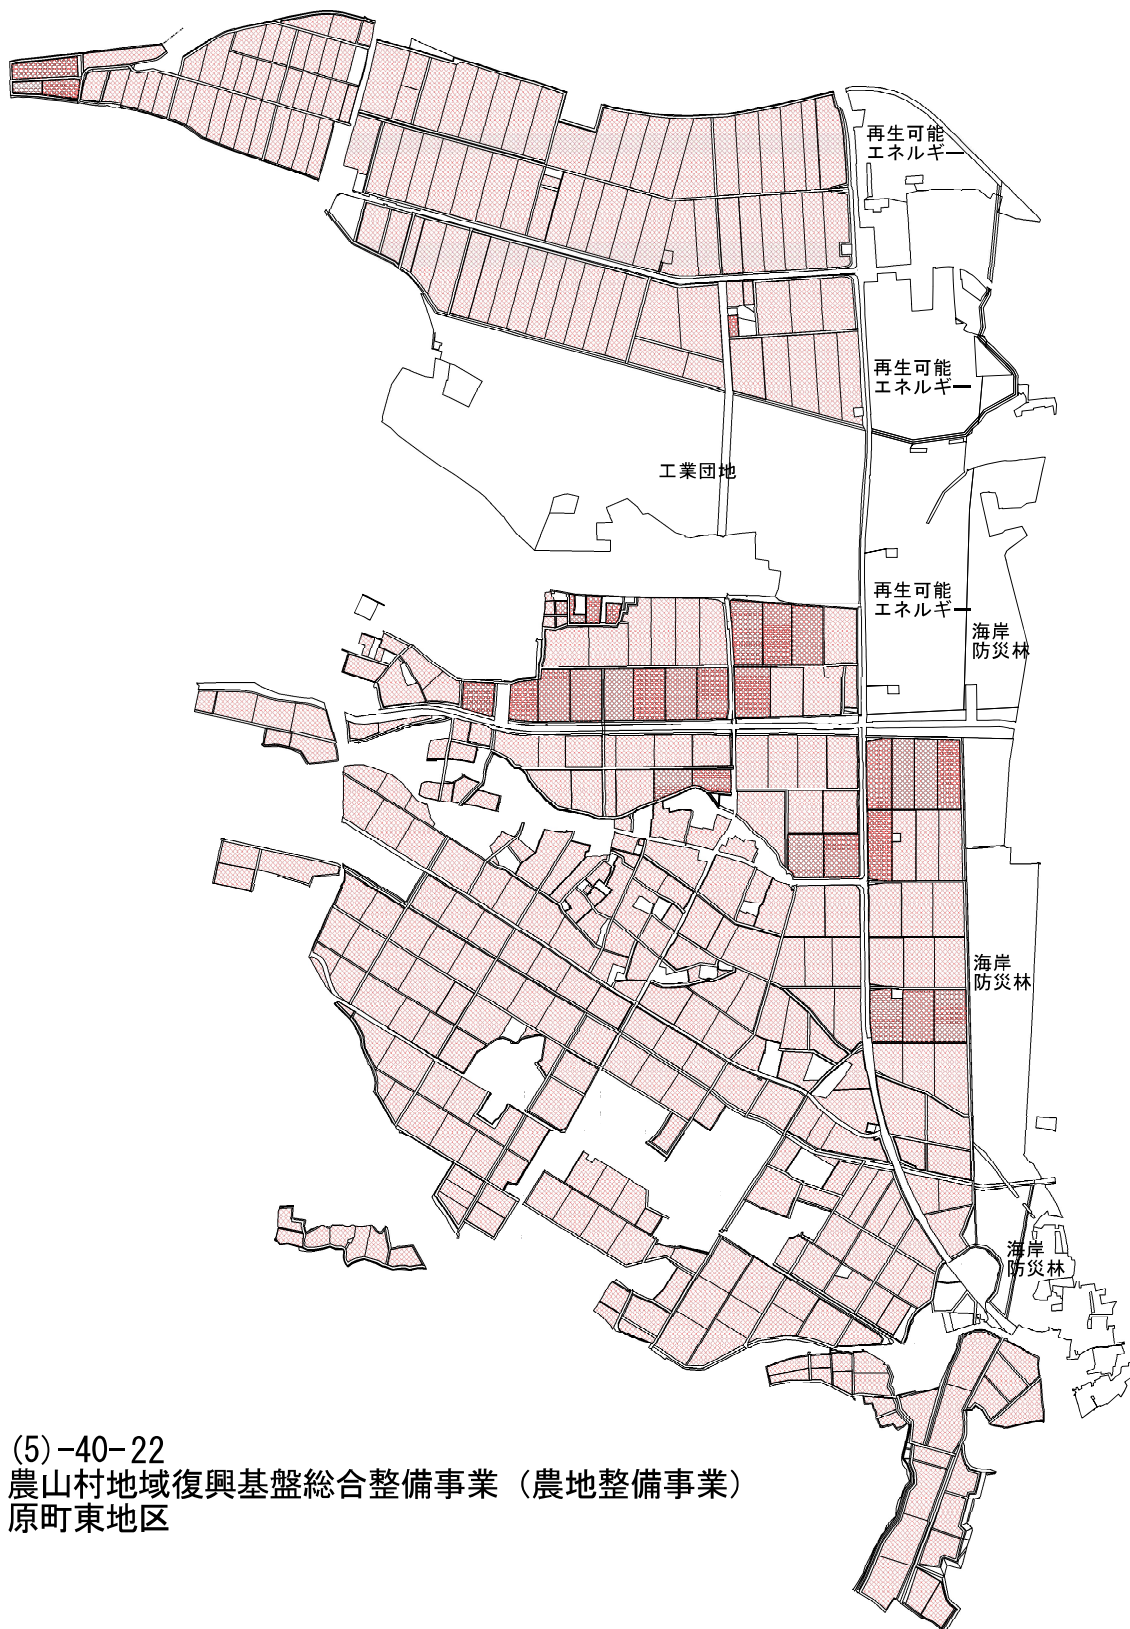 再生可能
エネルギー
再生可能
エネルギー
工業団地
再生可能
エネルギー
海岸
防災林
海岸
防災林
海岸
防災林
(5)-40-22
農山村地域復興基盤総合整備事業（農地整備事業）
原町東地区